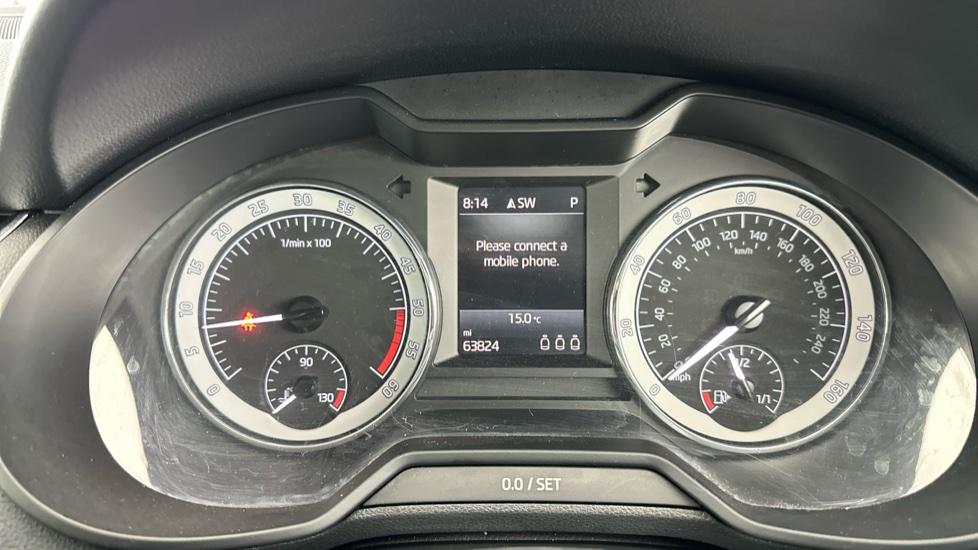 8:14 ▲SW P
Please connect a
mobile phone.
15.0 °C
mi
63824
0 5 10 15 20 25 30 35 40 45 50 55 60
1/min x 100
90
130
0 20 40 60 80 100 120 140 160
20 40 60 80 100 120 140 160 180 200 220 240
km/h
mph
1/2
1/1
0.0 / SET